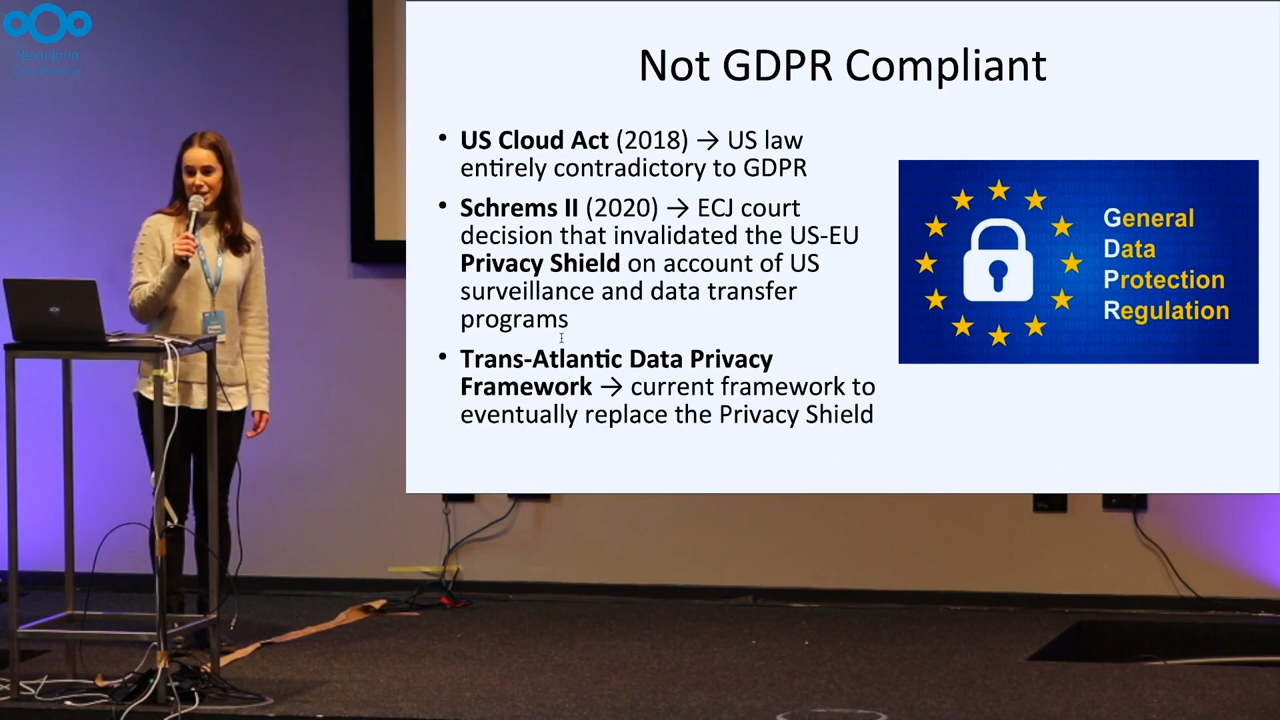 Nextcloud
Conference
Not GDPR Compliant
• US Cloud Act (2018) → US law
entirely contradictory to GDPR
• Schrems II (2020) → ECJ court
decision that invalidated the US-EU
Privacy Shield on account of US
surveillance and data transfer
programs
• Trans-Atlantic Data Privacy
Framework → current framework to
eventually replace the Privacy Shield
General
Data
Protection
Regulation